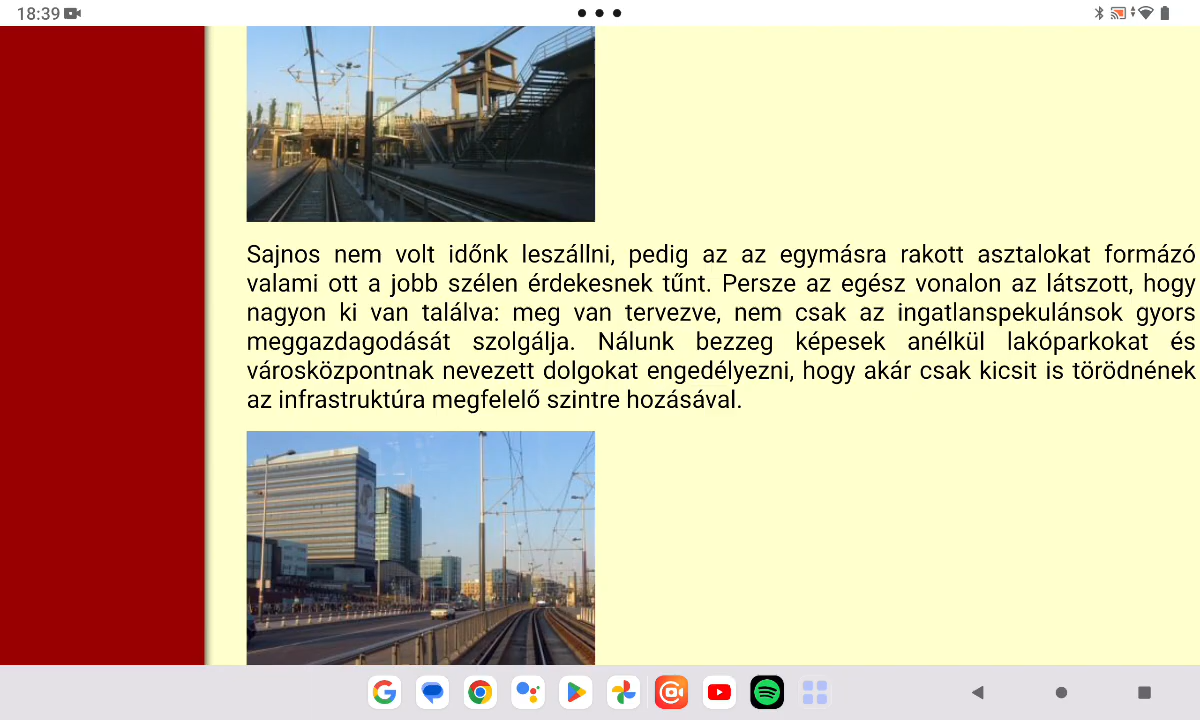 18:39
Sajnos nem volt időnk leszállni, pedig az az egymásra rakott asztalokat formázó
valami ott a jobb szélen érdekesnek tűnt. Persze az egész vonalon az látszott, hogy
nagyon ki van találva: meg van tervezve, nem csak az ingatlanspekulánsok gyors
meggazdagodását szolgálja. Nálunk bezzeg képesek anélkül lakóparkokat és
városközpontnak nevezett dolgokat engedélyezni, hogy akár csak kicsit is törödnének
az infrastruktúra megfelelő szintre hozásával.